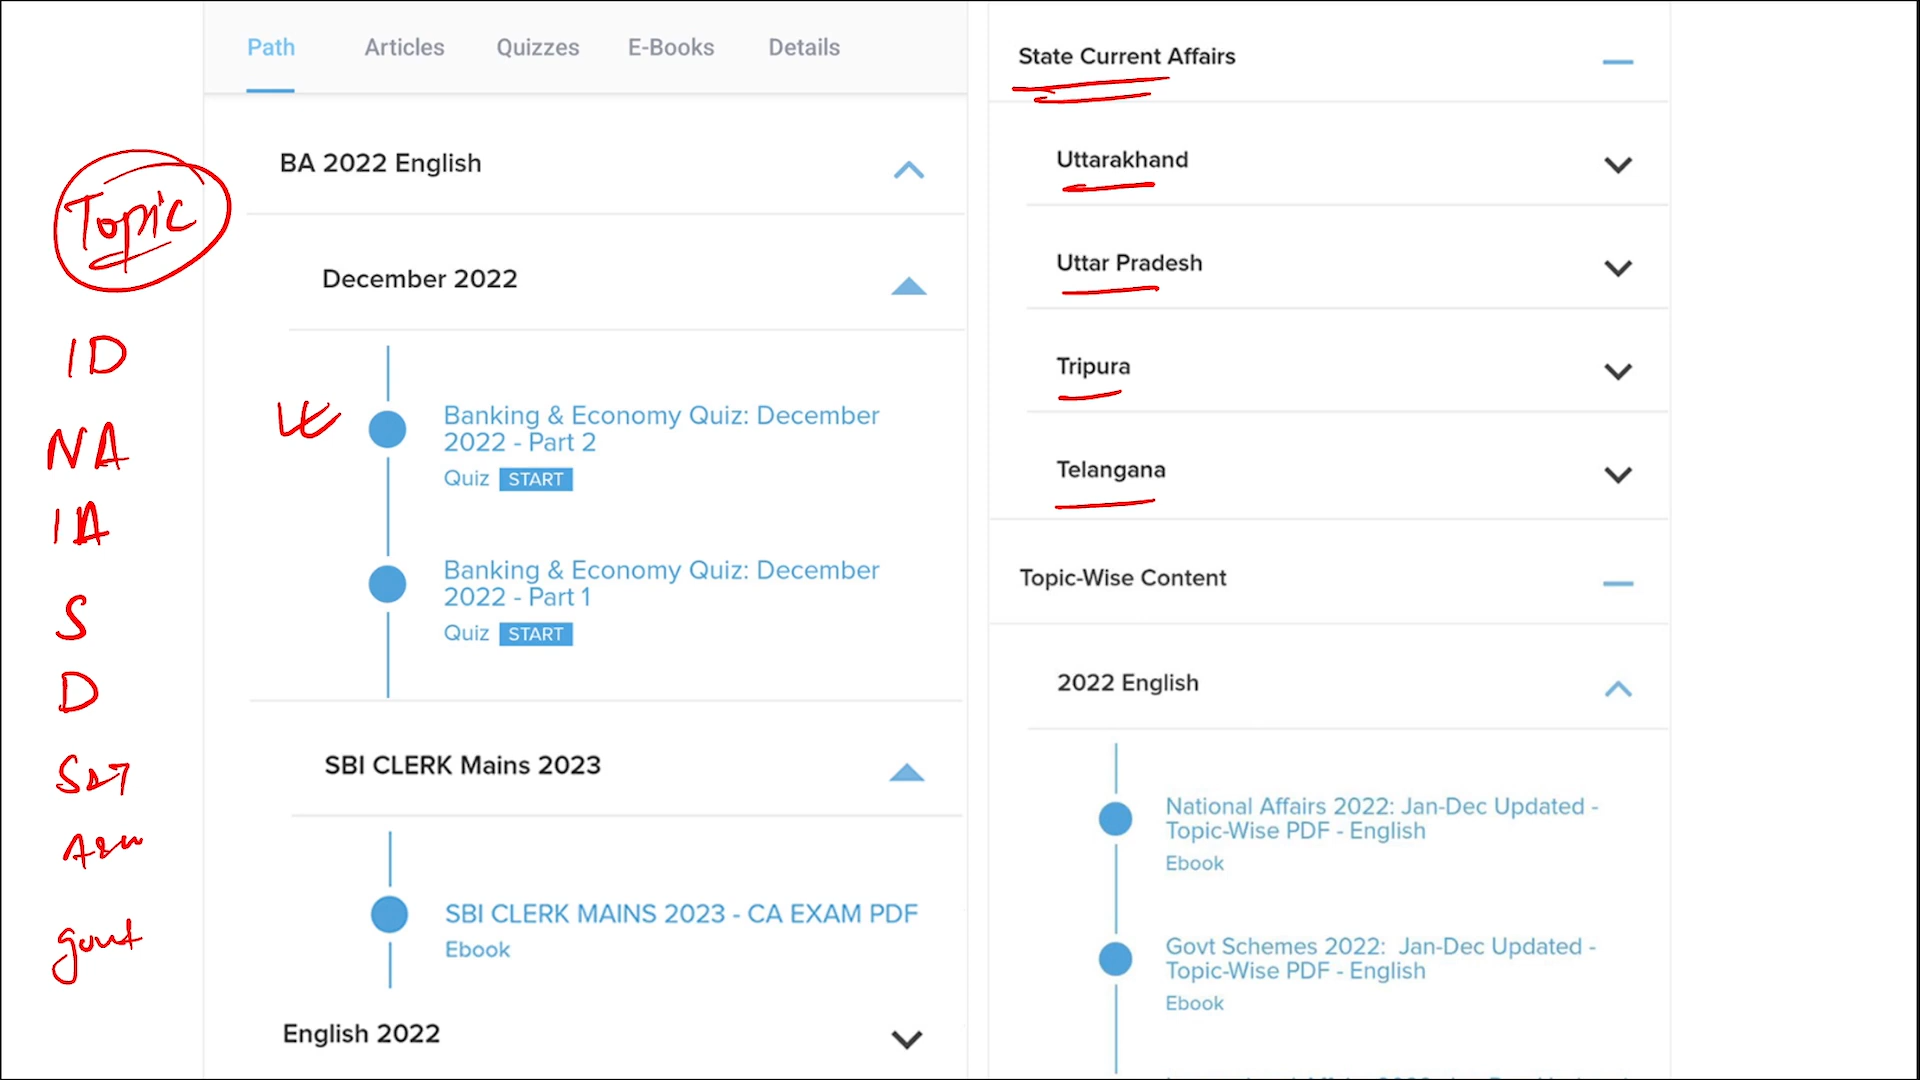 Topic
ID
NA
IA
S
D
S&T
govt
Path
Articles
Quizzes
E-Books
Details
BA 2022 English
December 2022
Banking & Economy Quiz: December
2022 - Part 2
Quiz START
Banking & Economy Quiz: December
2022 - Part 1
Quiz START
SBI CLERK Mains 2023
SBI CLERK MAINS 2023 - CA EXAM PDF
Ebook
English 2022
State Current Affairs
Uttarakhand
Uttar Pradesh
Tripura
Telangana
Topic-Wise Content
2022 English
National Affairs 2022: Jan-Dec Updated -
Topic-Wise PDF - English
Ebook
Govt Schemes 2022: Jan-Dec Updated -
Topic-Wise PDF - English
Ebook